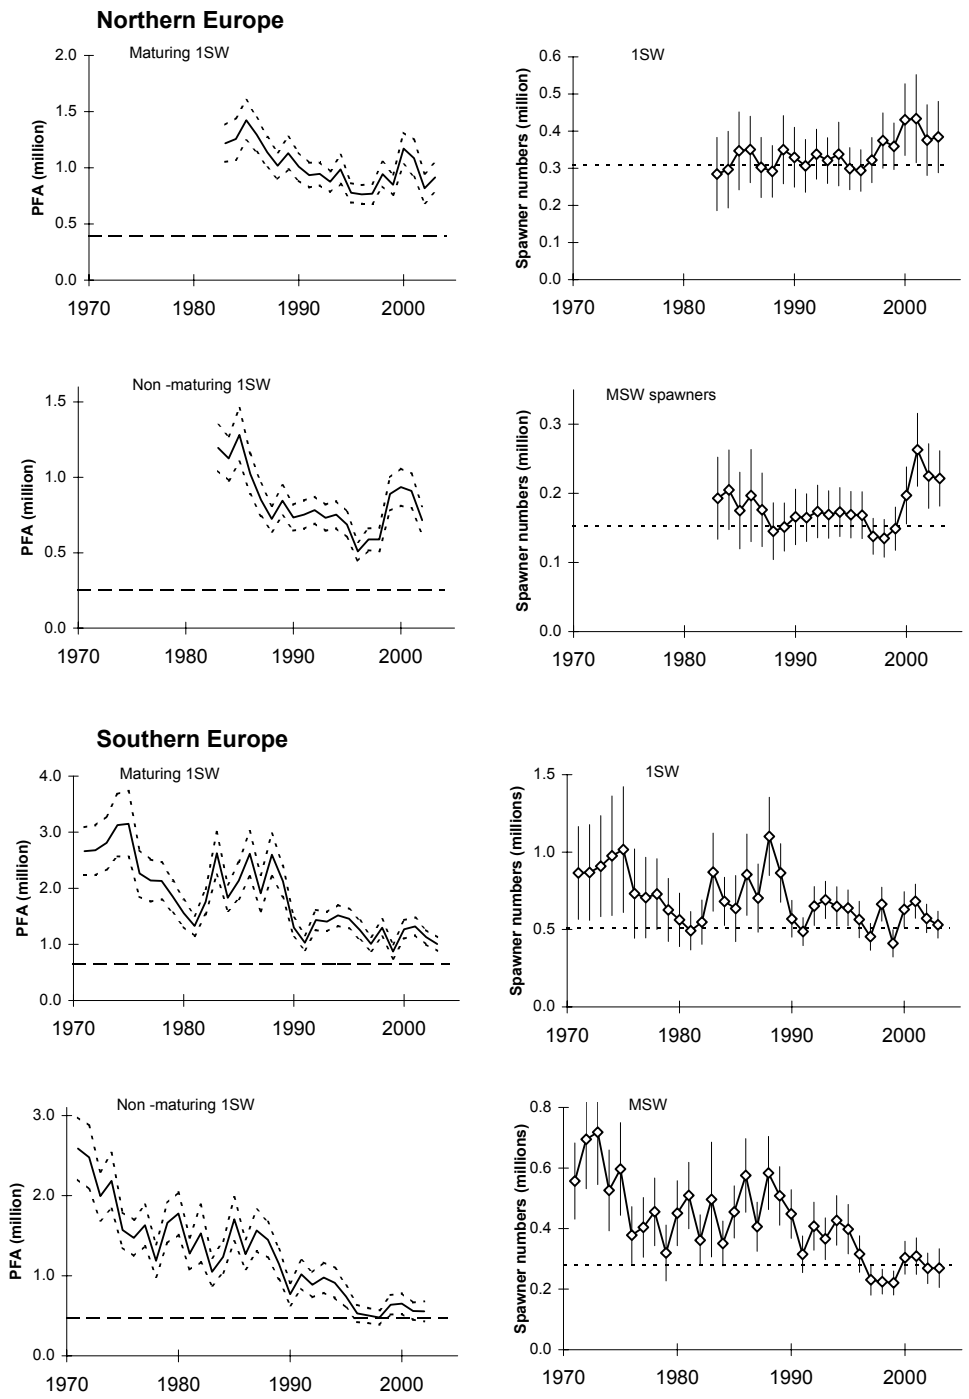 Northern Europe
Maturing 1SW
PFA (million)
2.0
1.5
1.0
0.5
0.0
1970 1980 1990 2000
1SW
Spawner numbers (million)
0.6
0.5
0.4
0.3
0.2
0.1
0.0
1970 1980 1990 2000
Non -maturing 1SW
PFA (million)
1.5
1.0
0.5
0.0
1970 1980 1990 2000
MSW spawners
Spawner numbers (million)
0.3
0.2
0.1
0.0
1970 1980 1990 2000
Southern Europe
Maturing 1SW
PFA (million)
4.0
3.0
2.0
1.0
0.0
1970 1980 1990 2000
1SW
Spawner numbers (millions)
1.5
1.0
0.5
0.0
1970 1980 1990 2000
Non -maturing 1SW
PFA (million)
3.0
2.0
1.0
0.0
1970 1980 1990 2000
MSW
Spawner numbers (millions)
0.8
0.6
0.4
0.2
0.0
1970 1980 1990 2000